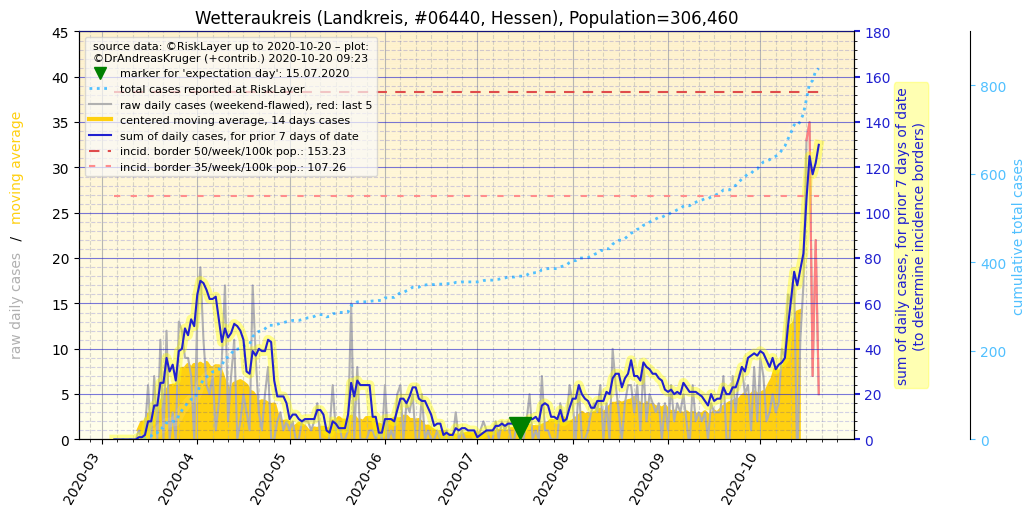 Wetteraukreis (Landkreis, #06440, Hessen), Population=306,460
source data: ©RiskLayer up to 2020-10-20 – plot:
©DrAndreasKruger (+contrib.) 2020-10-20 09:23
marker for 'expectation day': 15.07.2020
total cases reported at RiskLayer
raw daily cases (weekend-flawed), red: last 5
centered moving average, 14 days cases
sum of daily cases, for prior 7 days of date
incid. border 50/week/100k pop.: 153.23
incid. border 35/week/100k pop.: 107.26
raw daily cases / moving average
45
40
35
30
25
20
15
10
5
0
2020-03
2020-04
2020-05
2020-06
2020-07
2020-08
2020-09
2020-10
180
160
140
120
100
80
60
40
20
0
sum of daily cases, for prior 7 days of date
(to determine incidence borders)
800
600
400
200
0
cumulative total cases